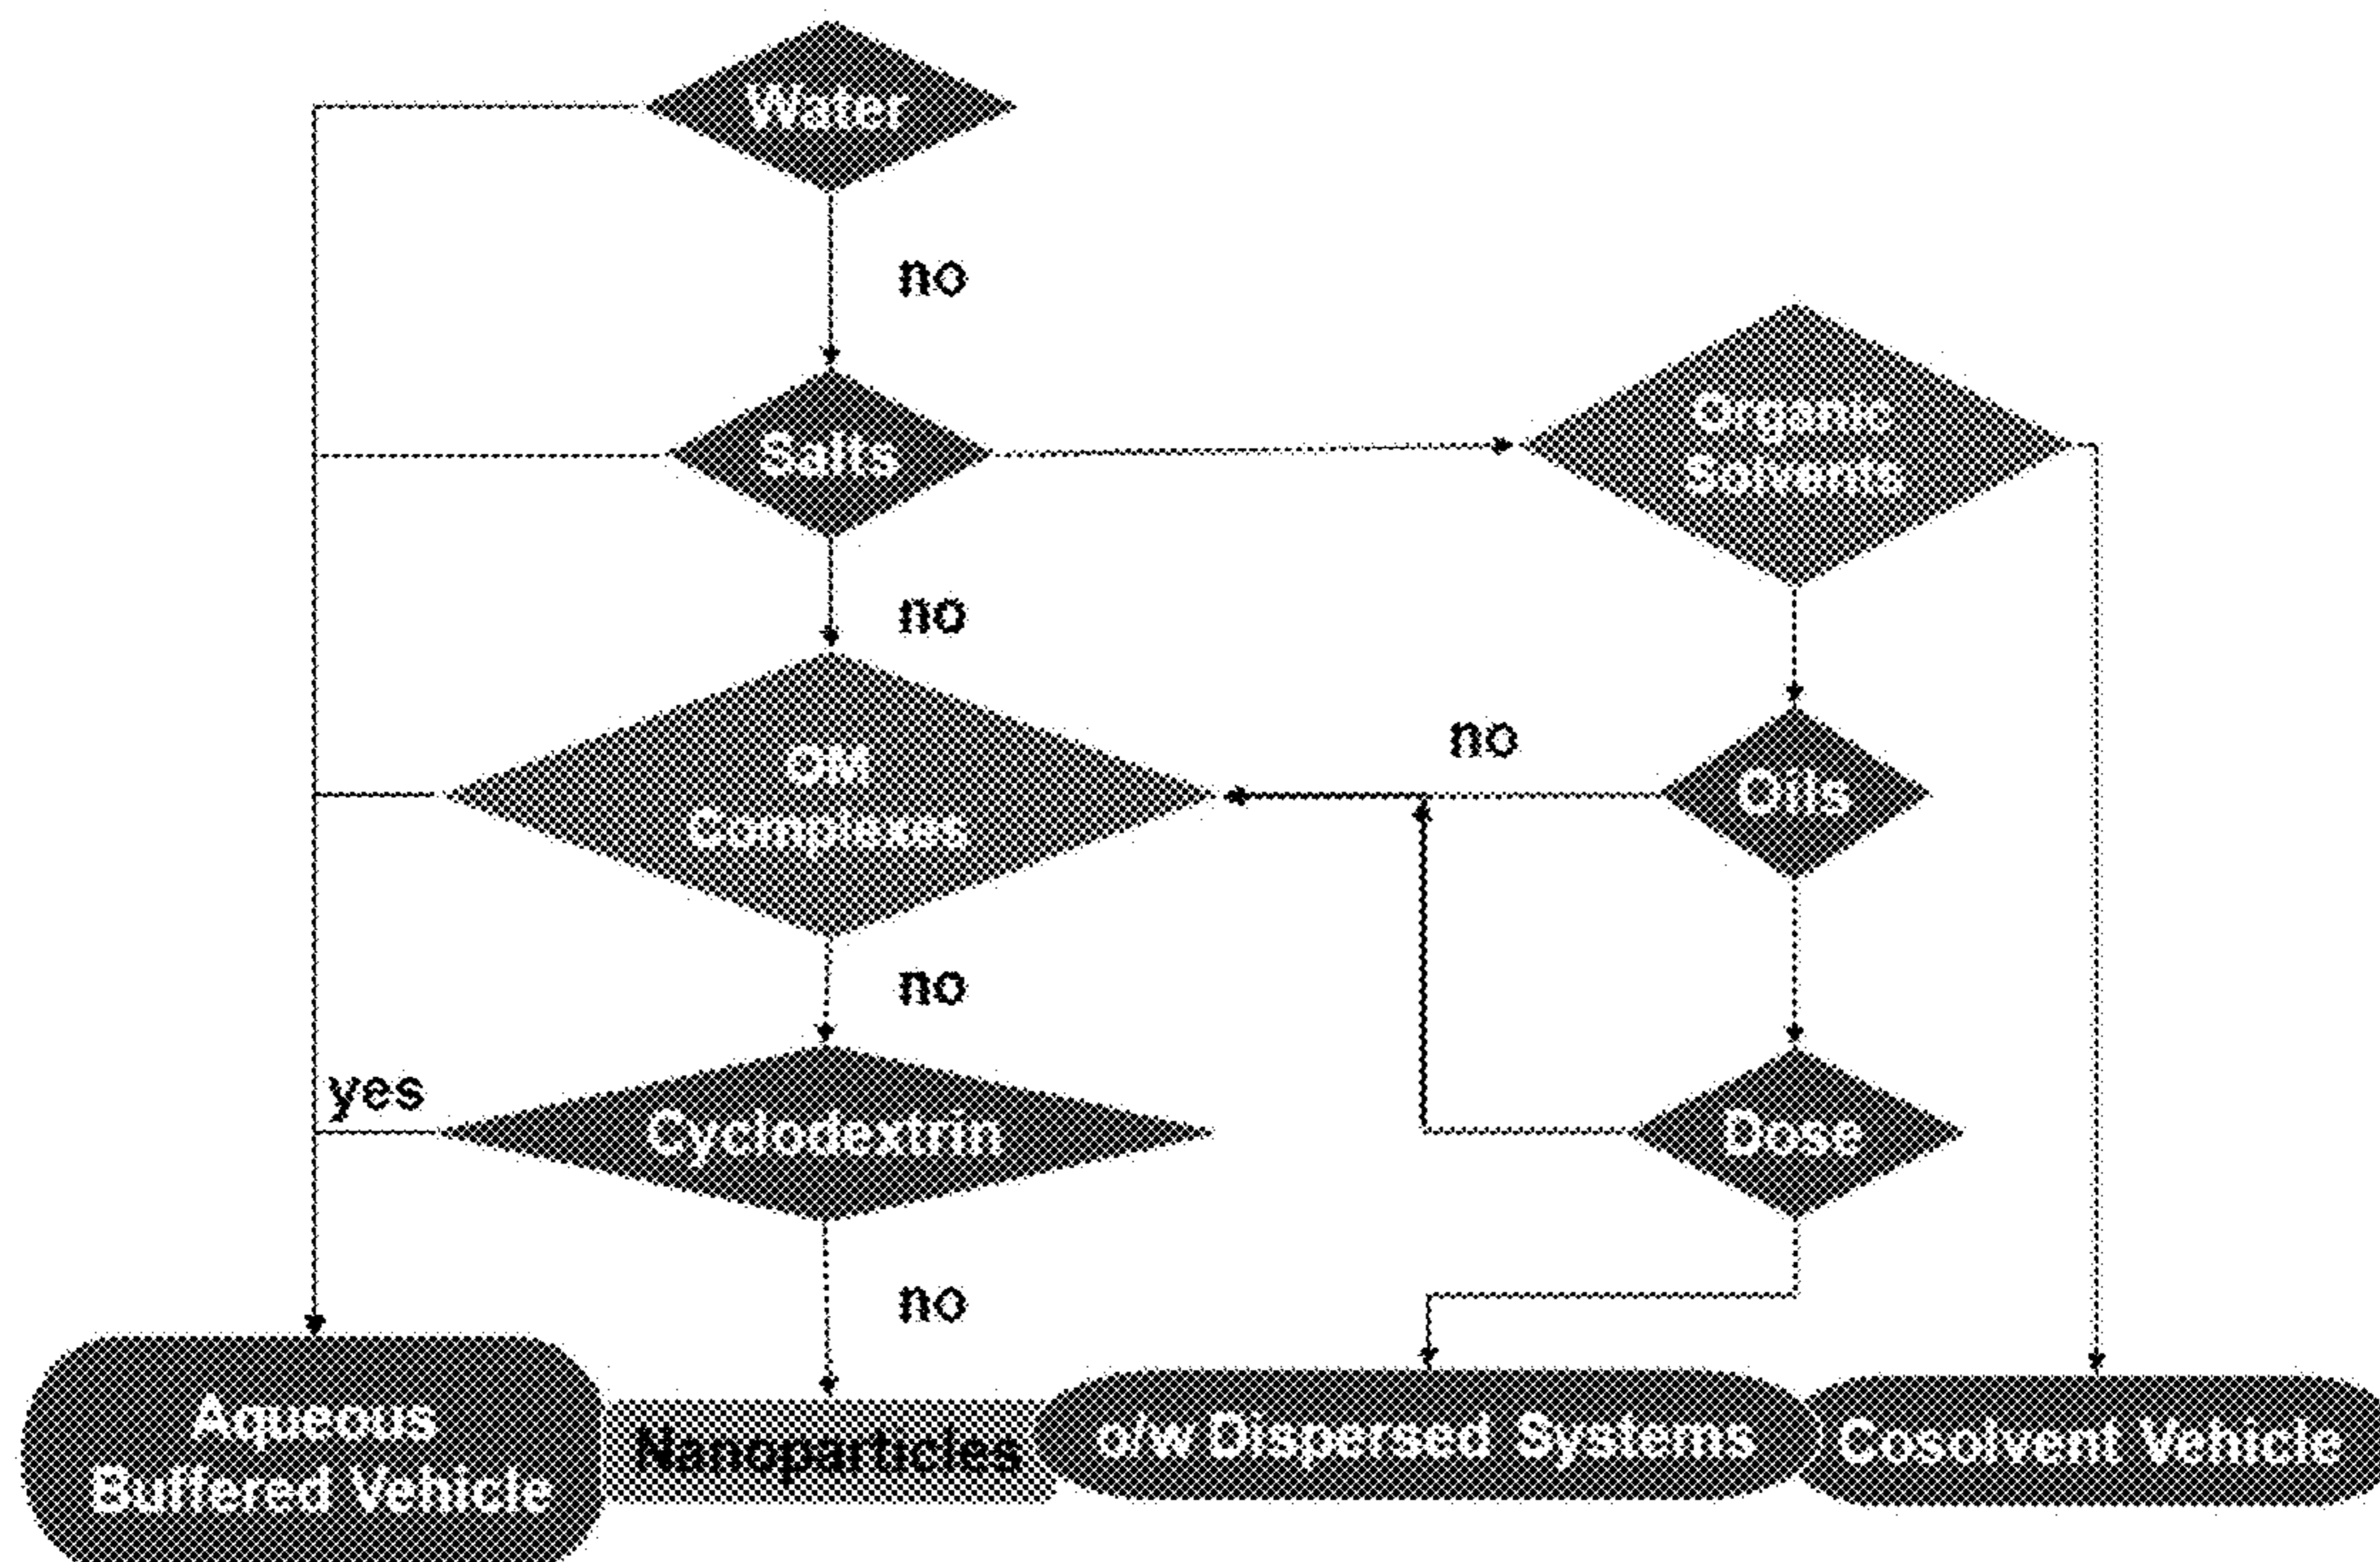 Water
no
Salts
Organic
Solvents
no
OM
Complexes
no
Oils
no
yes
Cyclodextrin
Dose
no
Aqueous
Buffered Vehicle
Nanoparticles
o/w Dispersed Systems
Cosolvent Vehicle